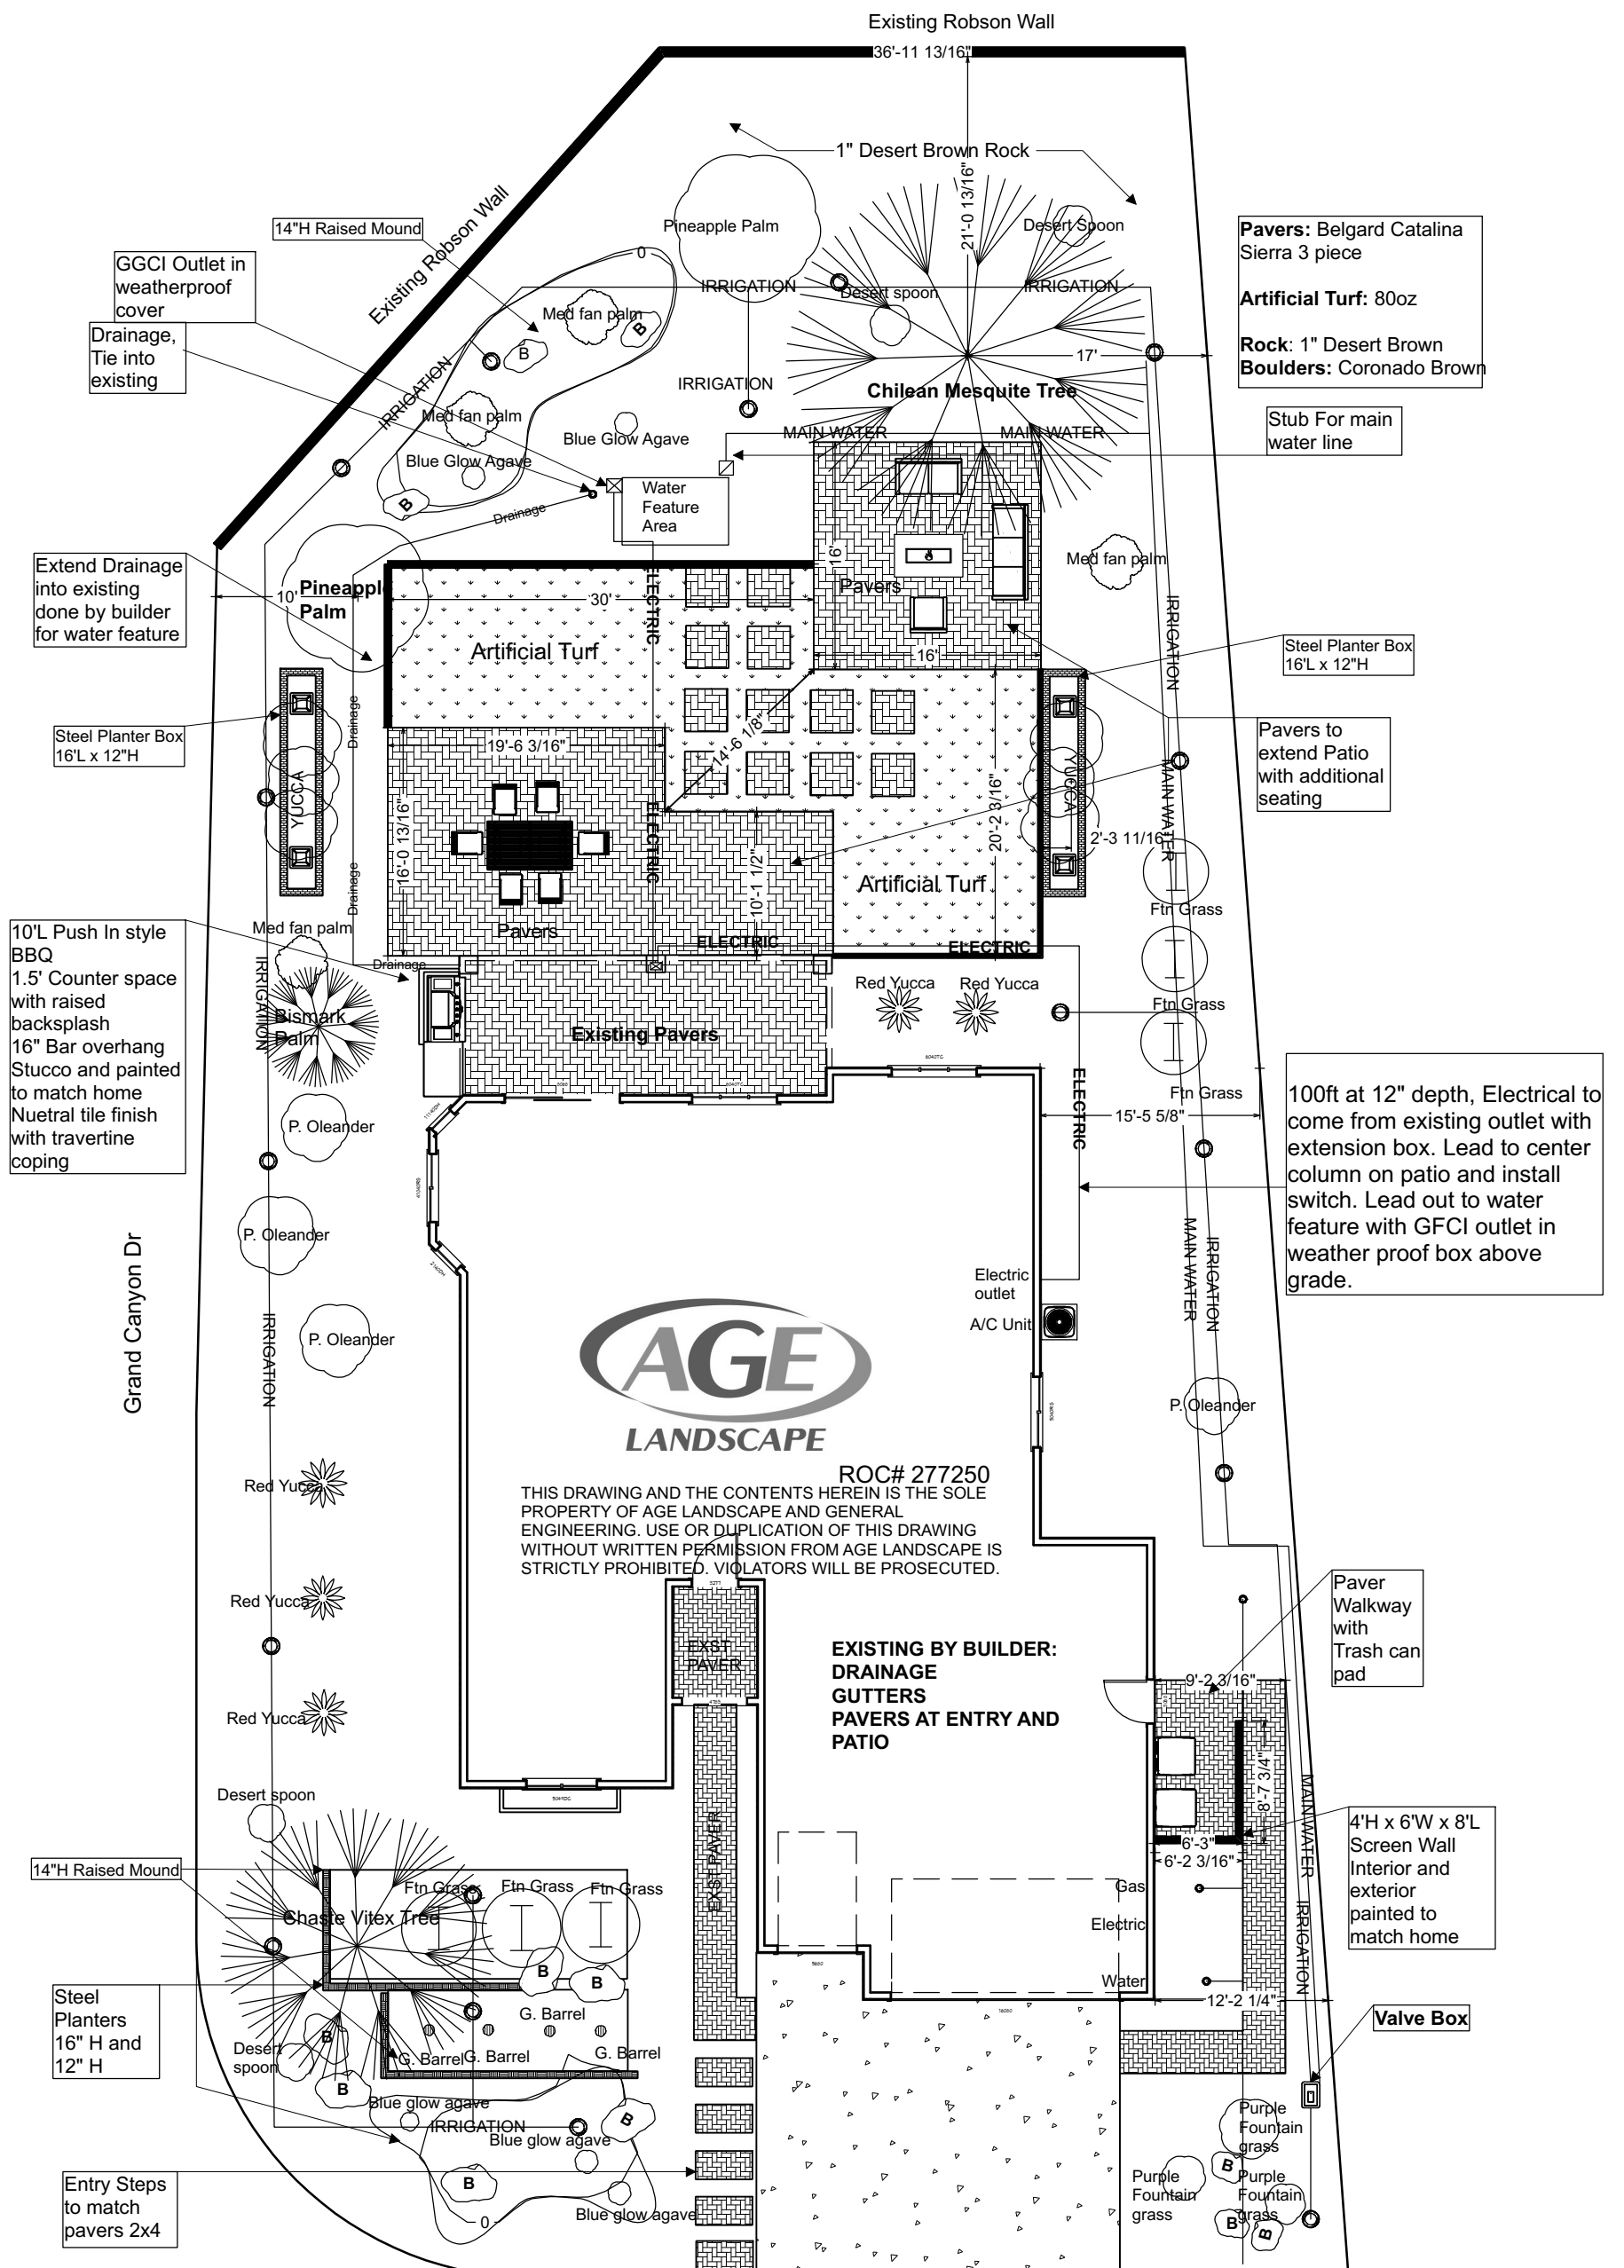 Existing Robson Wall
36'-11 13/16"
1" Desert Brown Rock
21'-0 13/16"
Existing Robson Wall
14"H Raised Mound
Pineapple Palm
Desert Spoon
Pavers: Belgard Catalina
Sierra 3 piece
Artificial Turf: 80oz
Rock: 1" Desert Brown
Boulders: Coronado Brown
GGCI Outlet in
weatherproof
cover
0
IRRIGATION
Desert spoon
IRRIGATION
Med fan palm
B
B
Drainage,
Tie into
existing
17'
IRRIGATION
IRRIGATION
Chilean Mesquite Tree
Med fan palm
Blue Glow Agave
MAIN WATER
MAIN WATER
Stub For main
water line
Blue Glow Agave
B
Water
Feature
Area
Drainage
16'
Med fan palm
Extend Drainage
into existing
done by builder
for water feature
Pineapple
Palm
10'
30'
ELECTRIC
Pavers
IRRIGATION
Artificial Turf
16'
Steel Planter Box
16'L x 12"H
Steel Planter Box
16'L x 12"H
Drainage
19'-6 3/16"
14'-6 1/8"
Pavers to
extend Patio
with additional
seating
YUCCA
16'-0 13/16"
ELECTRIC
20'-2 3/16"
YUCCA
MAIN WATER
2'-3 11/16"
10'-1 1/2"
Drainage
Artificial Turf
Ftn Grass
Med fan palm
Pavers
ELECTRIC
ELECTRIC
10'L Push In style
BBQ
1.5' Counter space
with raised
backsplash
16" Bar overhang
Stucco and painted
to match home
Nuetral tile finish
with travertine
coping
Drainage
IRRIGATION
Red Yucca
Red Yucca
Ftn Grass
Bismark
Palm
Existing Pavers
6040TG
6068
6040TG
Ftn Grass
ELECTRIC
15'-5 5/8"
100ft at 12" depth, Electrical to
come from existing outlet with
extension box. Lead to center
column on patio and install
switch. Lead out to water
feature with GFCI outlet in
weather proof box above
grade.
P. Oleander
P. Oleander
Grand Canyon Dr
MAIN WATER
IRRIGATION
Electric
outlet
A/C Unit
P. Oleander
IRRIGATION
AGE
LANDSCAPE
P. Oleander
ROC# 277250
THIS DRAWING AND THE CONTENTS HEREIN IS THE SOLE
PROPERTY OF AGE LANDSCAPE AND GENERAL
ENGINEERING. USE OR DUPLICATION OF THIS DRAWING
WITHOUT WRITTEN PERMISSION FROM AGE LANDSCAPE IS
STRICTLY PROHIBITED. VIOLATORS WILL BE PROSECUTED.
Red Yucca
Red Yucca
Red Yucca
EXST
PAVER
EXISTING BY BUILDER:
DRAINAGE
GUTTERS
PAVERS AT ENTRY AND
PATIO
Paver
Walkway
with
Trash can
pad
9'-2 3/16"
8'-7 3/4"
Desert spoon
EXST PAVER
6'-3"
6'-2 3/16"
MAIN WATER
4'H x 6'W x 8'L
Screen Wall
Interior and
exterior
painted to
match home
14"H Raised Mound
Ftn Grass
Ftn Grass
Ftn Grass
Chaste Vitex Tree
Gas
Electric
Water
IRRIGATION
12'-2 1/4"
B
B
Steel
Planters
16" H and
12" H
G. Barrel
B
Desert
spoon
G. Barrel
G. Barrel
G. Barrel
Valve Box
B
Blue glow agave
IRRIGATION
B
Blue glow agave
B
Blue glow agave
0
Entry Steps
to match
pavers 2x4
Purple
Fountain
grass
B
Purple
Fountain
grass
Purple
Fountain
grass
B
B